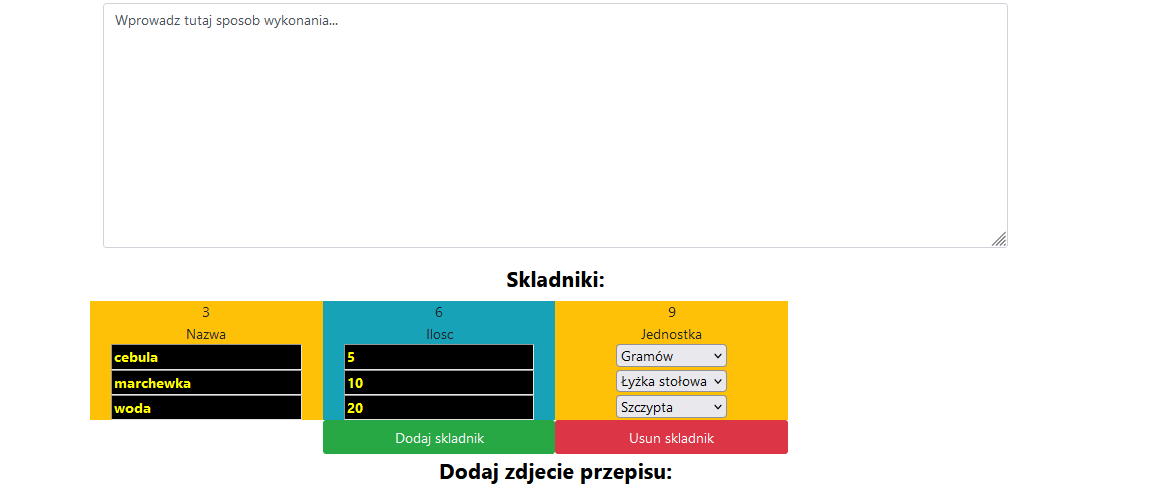 Wprowadz tutaj sposob wykonania...
Skladniki:
3 6 9
Nazwa Ilosc Jednostka
cebula 5 Gramów
marchewka 10 Łyżka stołowa
woda 20 Szczypta
Dodaj skladnik Usun skladnik
Dodaj zdjecie przepisu: